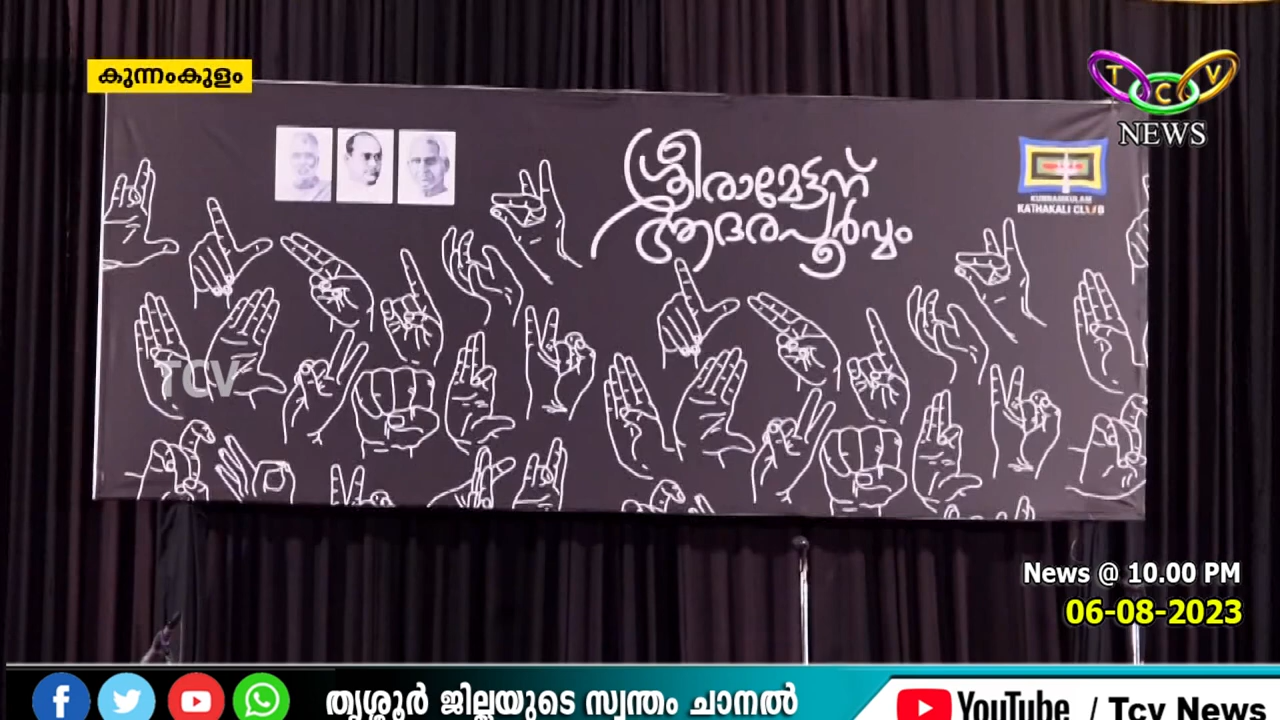 കുന്നംകുളം
T C V
NEWS
ശ്രീരാമേട്ടന്
ആദരപൂർവ്വം
KUNNAMKULAM
KATHAKALI CLUB
TCV
News @ 10.00 PM
06-08-2023
തൃശ്ശൂർ ജില്ലയുടെ സ്വന്തം ചാനൽ
YouTube / Tcv News